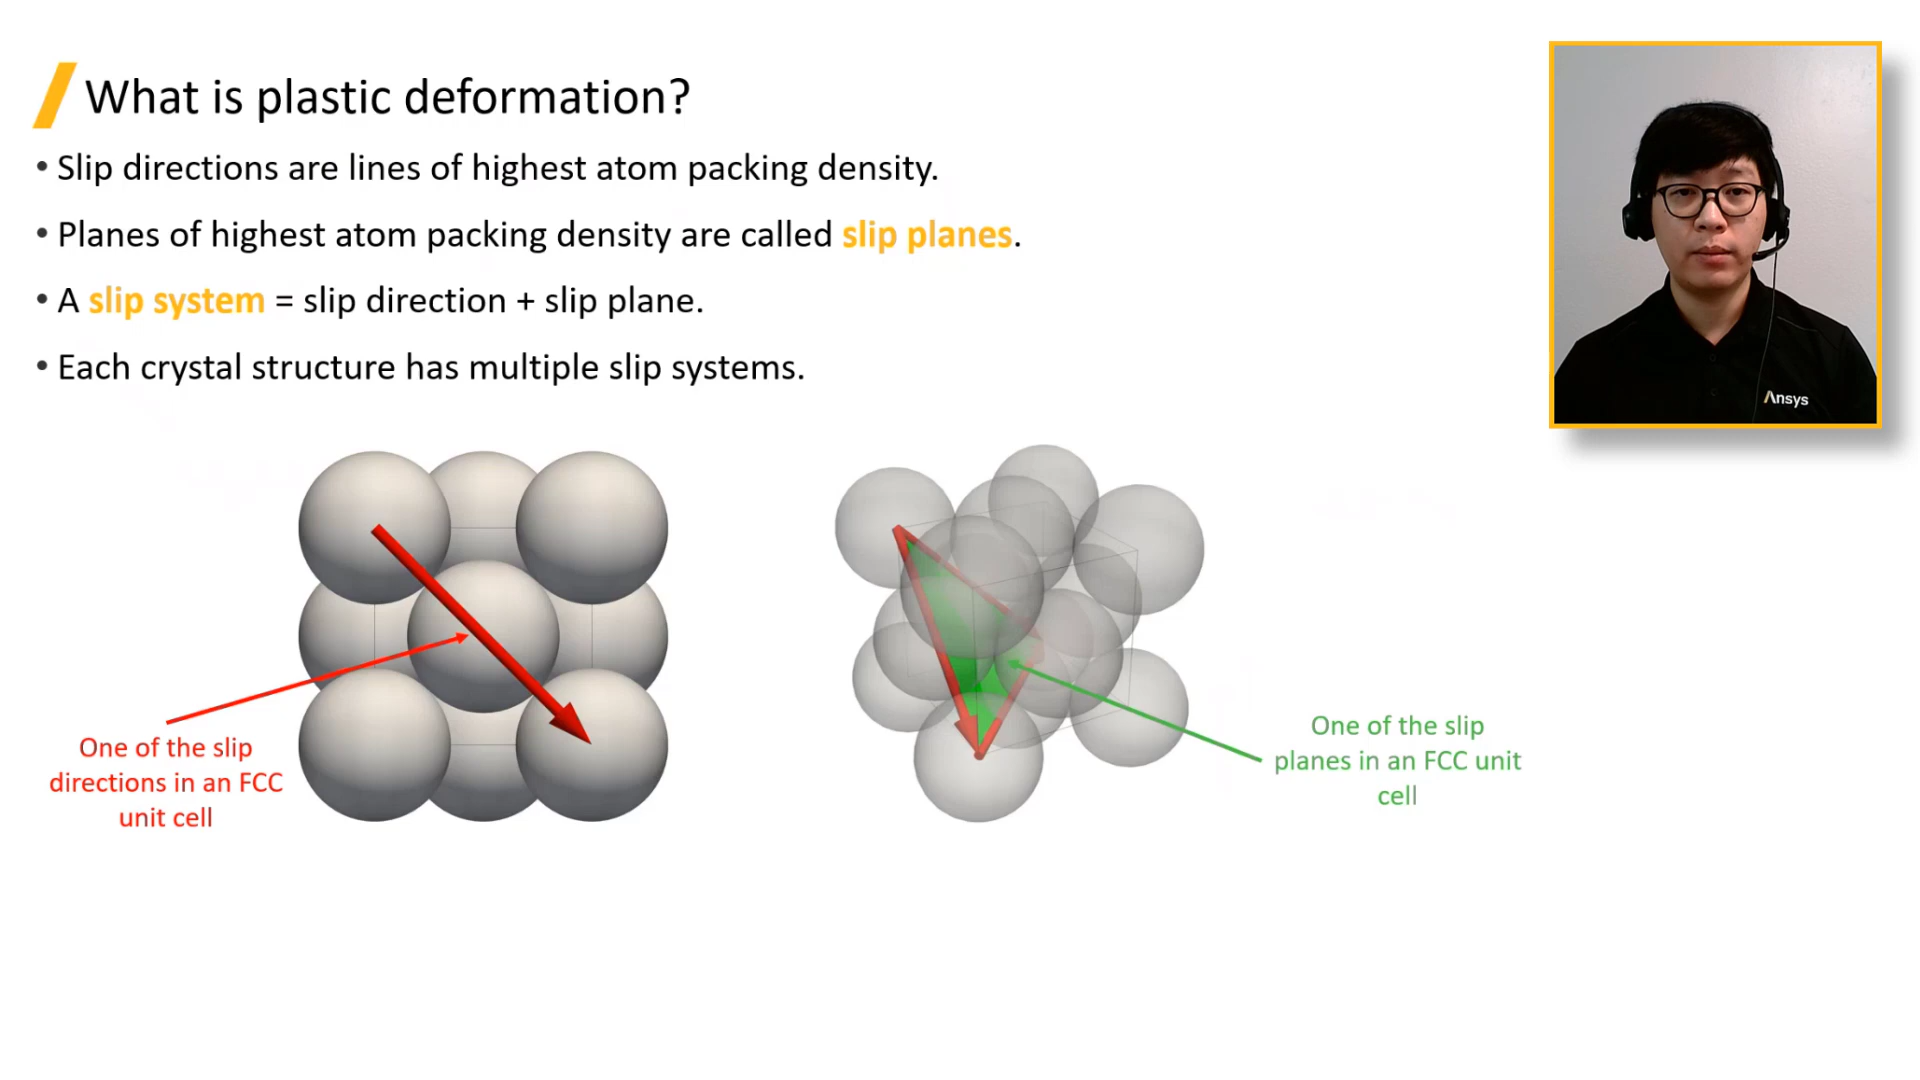 What is plastic deformation?
• Slip directions are lines of highest atom packing density.
• Planes of highest atom packing density are called slip planes.
• A slip system = slip direction + slip plane.
• Each crystal structure has multiple slip systems.
Ansys
One of the slip
directions in an FCC
unit cell
One of the slip
planes in an FCC unit
cell